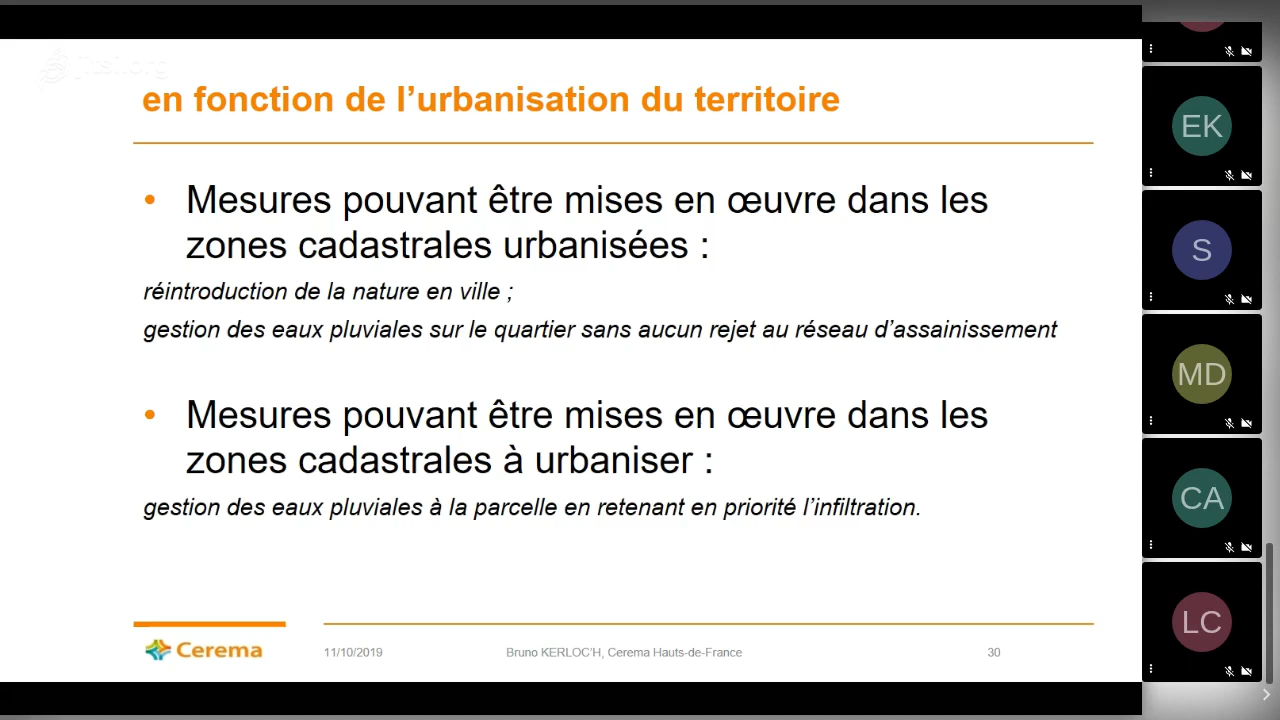 jitsi.org
en fonction de l’urbanisation du territoire
• Mesures pouvant être mises en œuvre dans les
zones cadastrales urbanisées :
réintroduction de la nature en ville ;
gestion des eaux pluviales sur le quartier sans aucun rejet au réseau d’assainissement
• Mesures pouvant être mises en œuvre dans les
zones cadastrales à urbaniser :
gestion des eaux pluviales à la parcelle en retenant en priorité l’infiltration.
Cerema
11/10/2019
Bruno KERLOC’H, Cerema Hauts-de-France
30
EK
S
MD
CA
LC